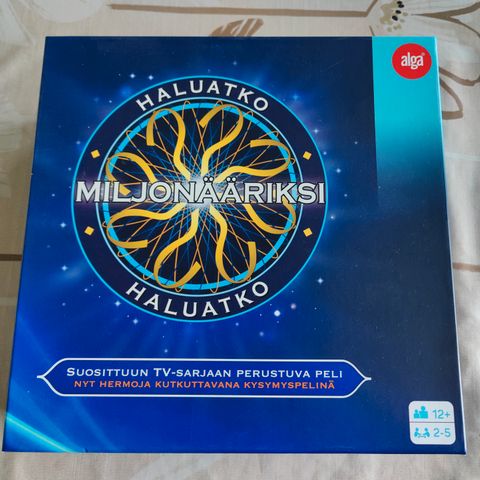 alga
HALUATKO
MILJONÄÄRIKSI
HALUATKO
SUOSITTUUN TV-SARJAAN PERUSTUVA PELI
NYT HERMOJA KUTKUTTAVANA KYSYMYSPELINÄ
12+
2-5